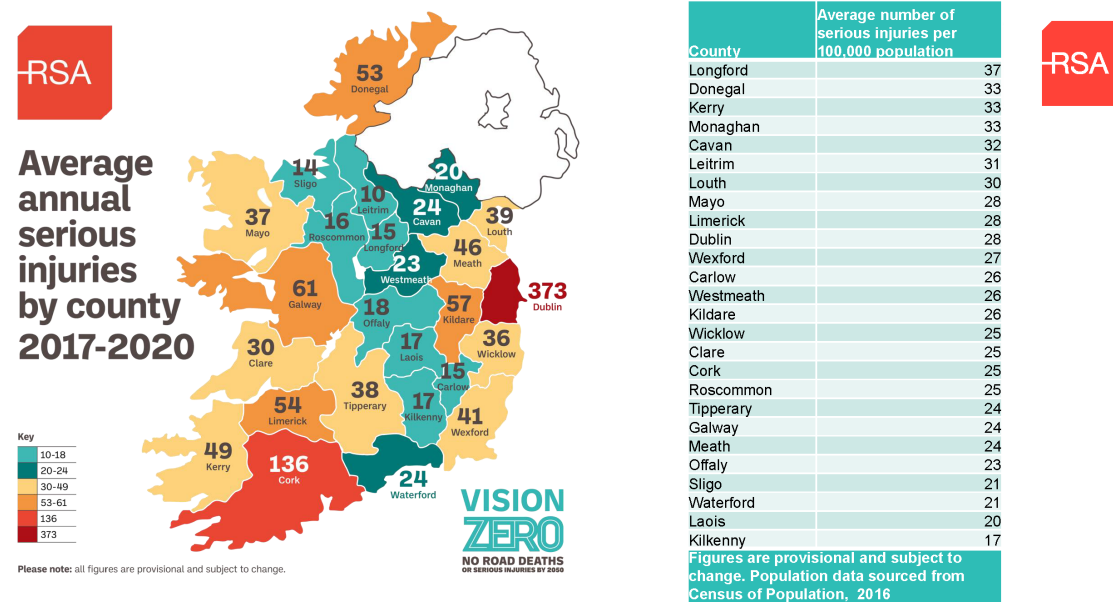 RSA
Average
annual
serious
injuries
by county
2017-2020
53
Donegal
14
Sligo
10
Leitrim
20
Monaghan
24
Cavan
39
Louth
37
Mayo
16
Roscommon
15
Longford
46
Meath
23
Westmeath
61
Galway
373
Dublin
18
Offaly
57
Kildare
17
Laois
36
Wicklow
30
Clare
15
Carlow
38
Tipperary
17
Kilkenny
41
Wexford
54
Limerick
49
Kerry
136
Cork
24
Waterford
Key
10-18
20-24
30-49
53-61
136
373
Please note: all figures are provisional and subject to change.
VISION
ZERO
NO ROAD DEATHS
OR SERIOUS INJURIES BY 2050
County Average number of
serious injuries per
100,000 population
Longford 37
Donegal 33
Kerry 33
Monaghan 33
Cavan 32
Leitrim 31
Louth 30
Mayo 28
Limerick 28
Dublin 28
Wexford 27
Carlow 26
Westmeath 26
Kildare 26
Wicklow 25
Clare 25
Cork 25
Roscommon 25
Tipperary 24
Galway 24
Meath 24
Offaly 23
Sligo 21
Waterford 21
Laois 20
Kilkenny 17
Figures are provisional and subject to
change. Population data sourced from
Census of Population, 2016
RSA